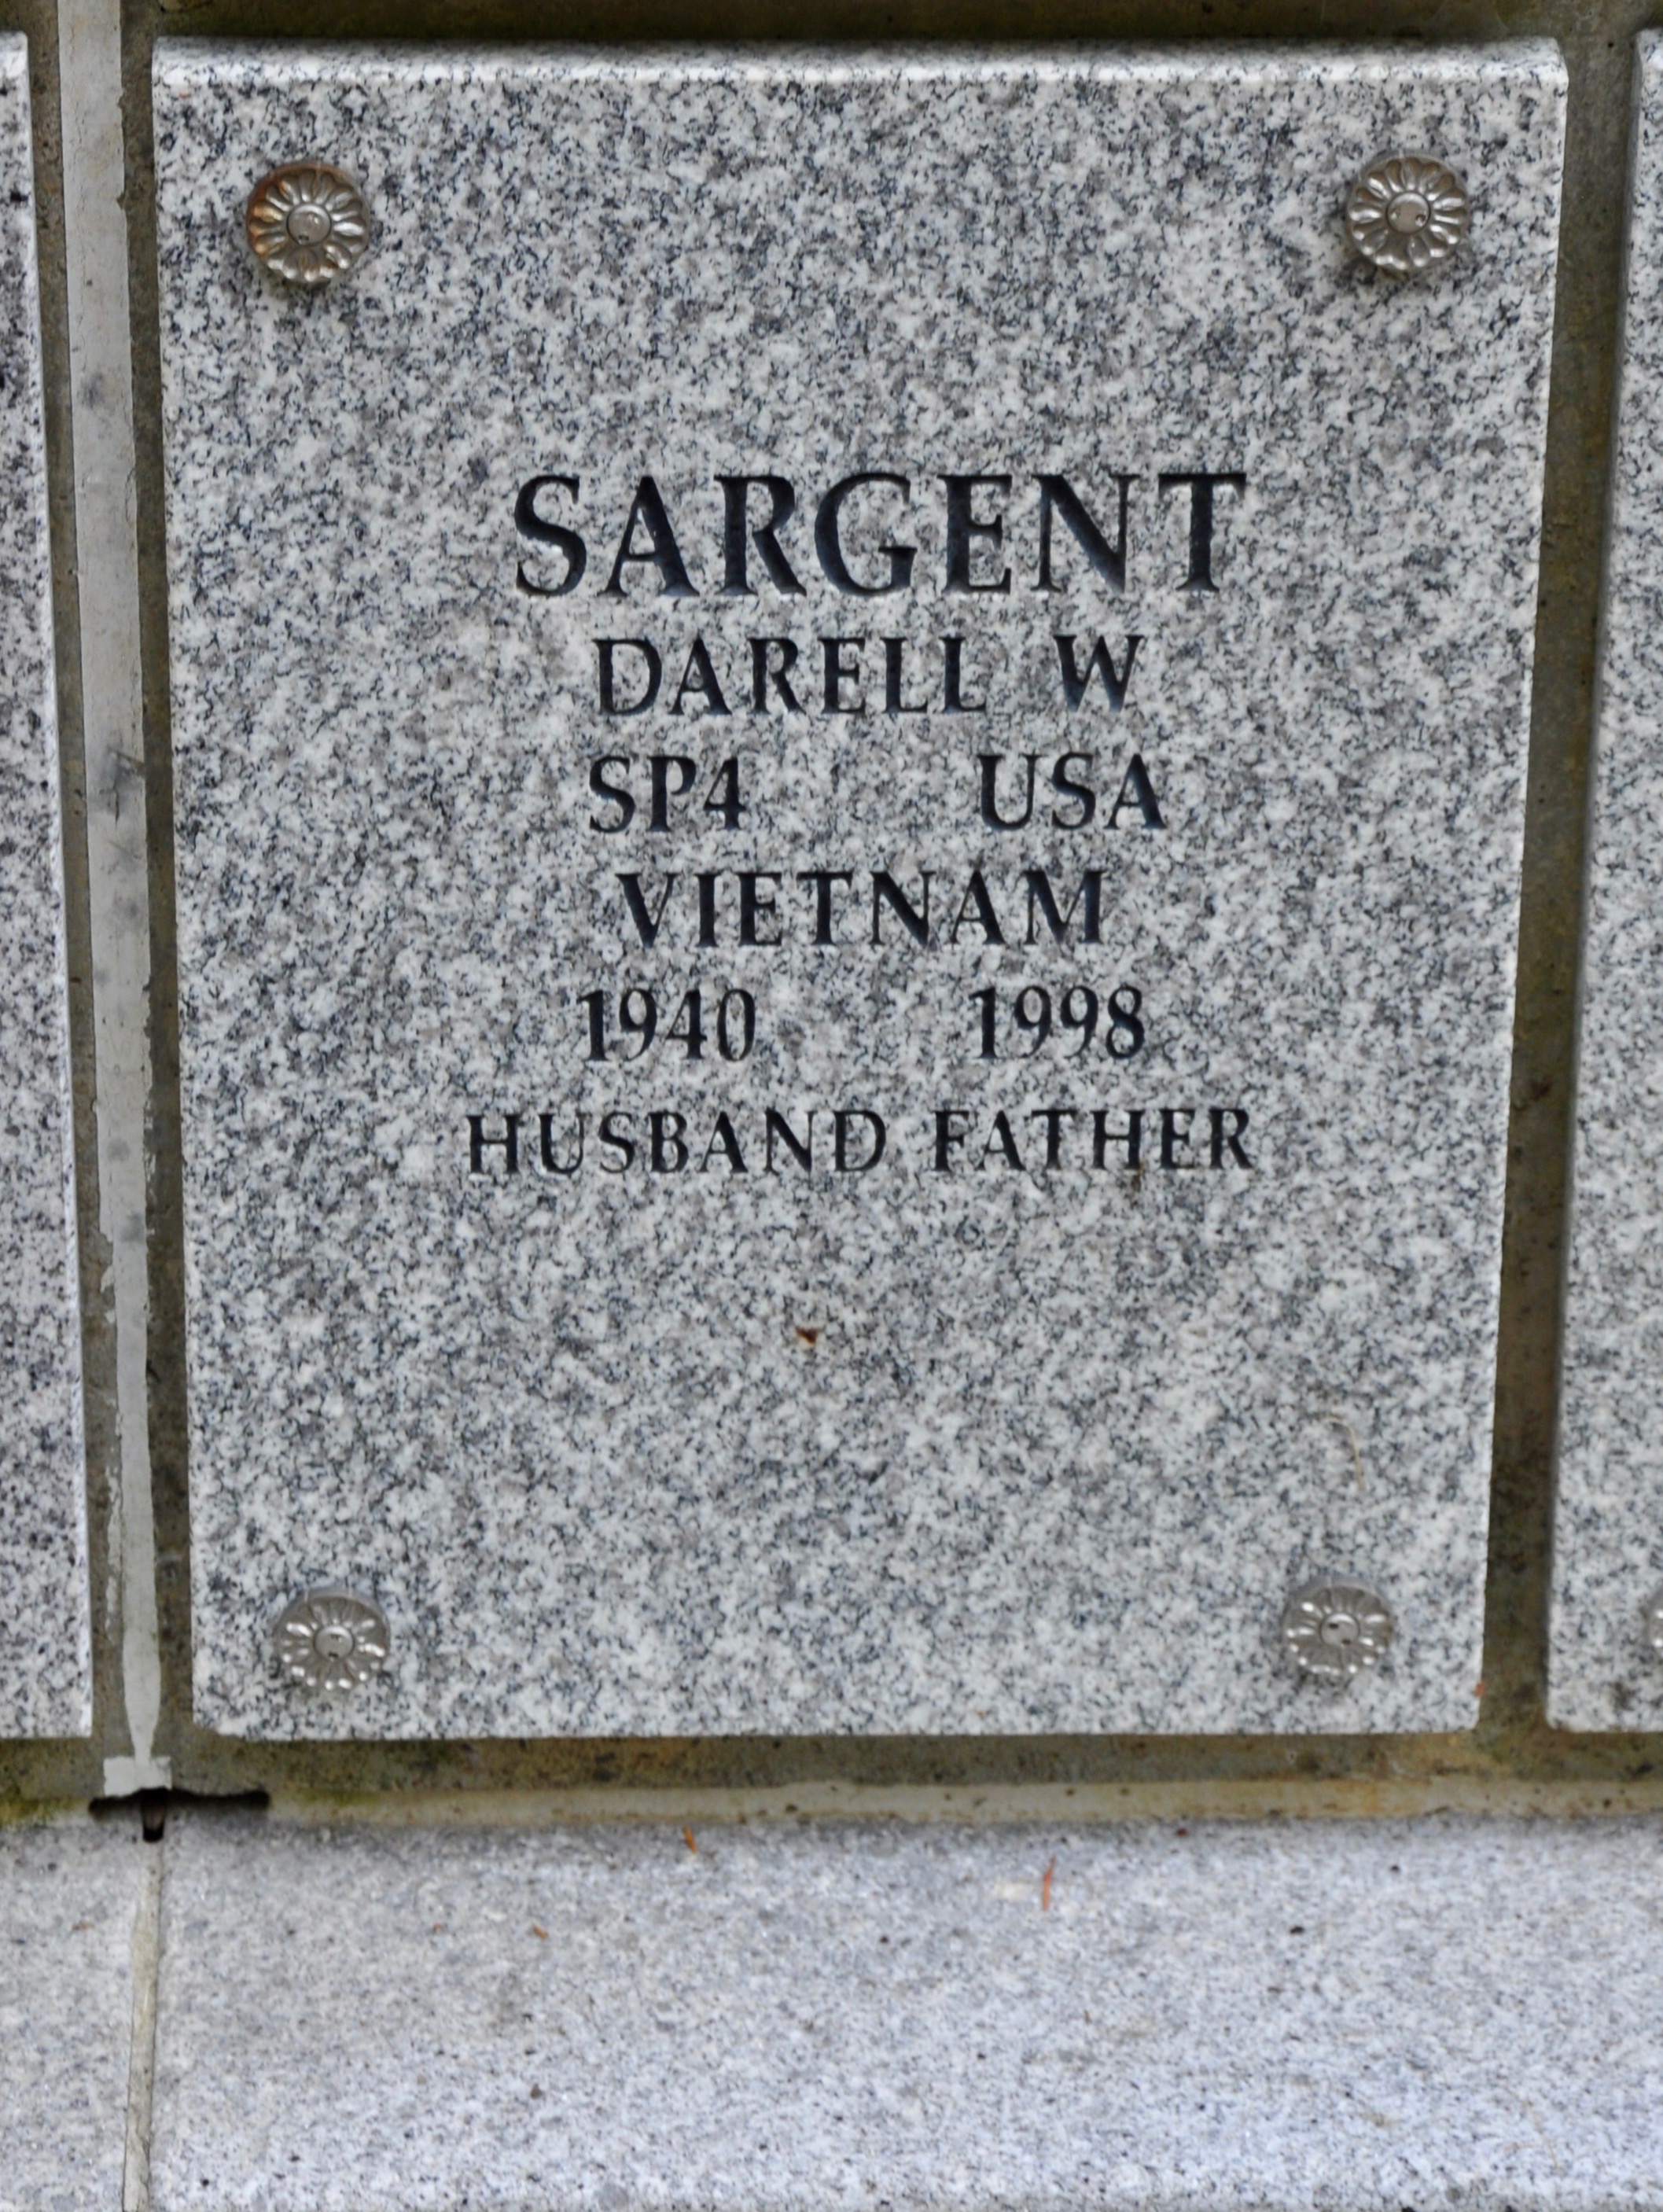 SARGENT
DARELL W
SP4 USA
VIETNAM
1940 1998
HUSBAND FATHER